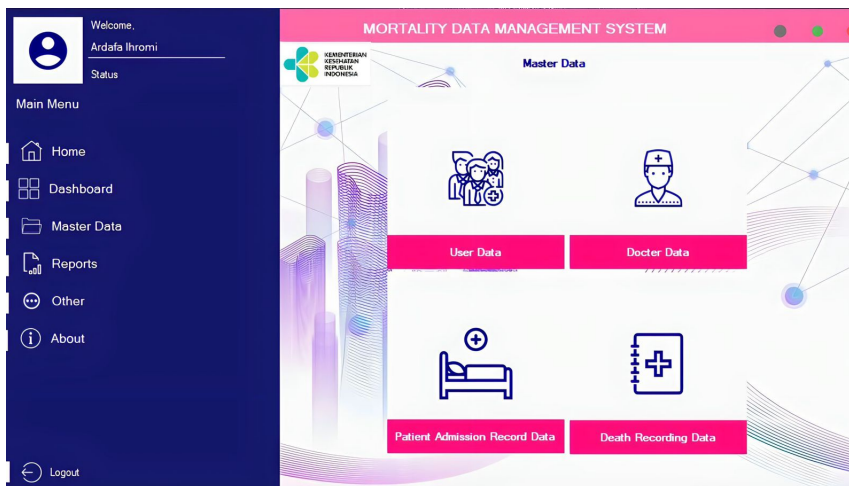 Welcome,
Ardafa Ihromi
Status
Main Menu
Home
Dashboard
Master Data
Reports
Other
About
Logout
MORTALITY DATA MANAGEMENT SYSTEM
KEMENTERIAN
KESEHATAN
REPUBLIK
INDONESIA
Master Data
User Data
Docter Data
Patient Admission Record Data
Death Recording Data